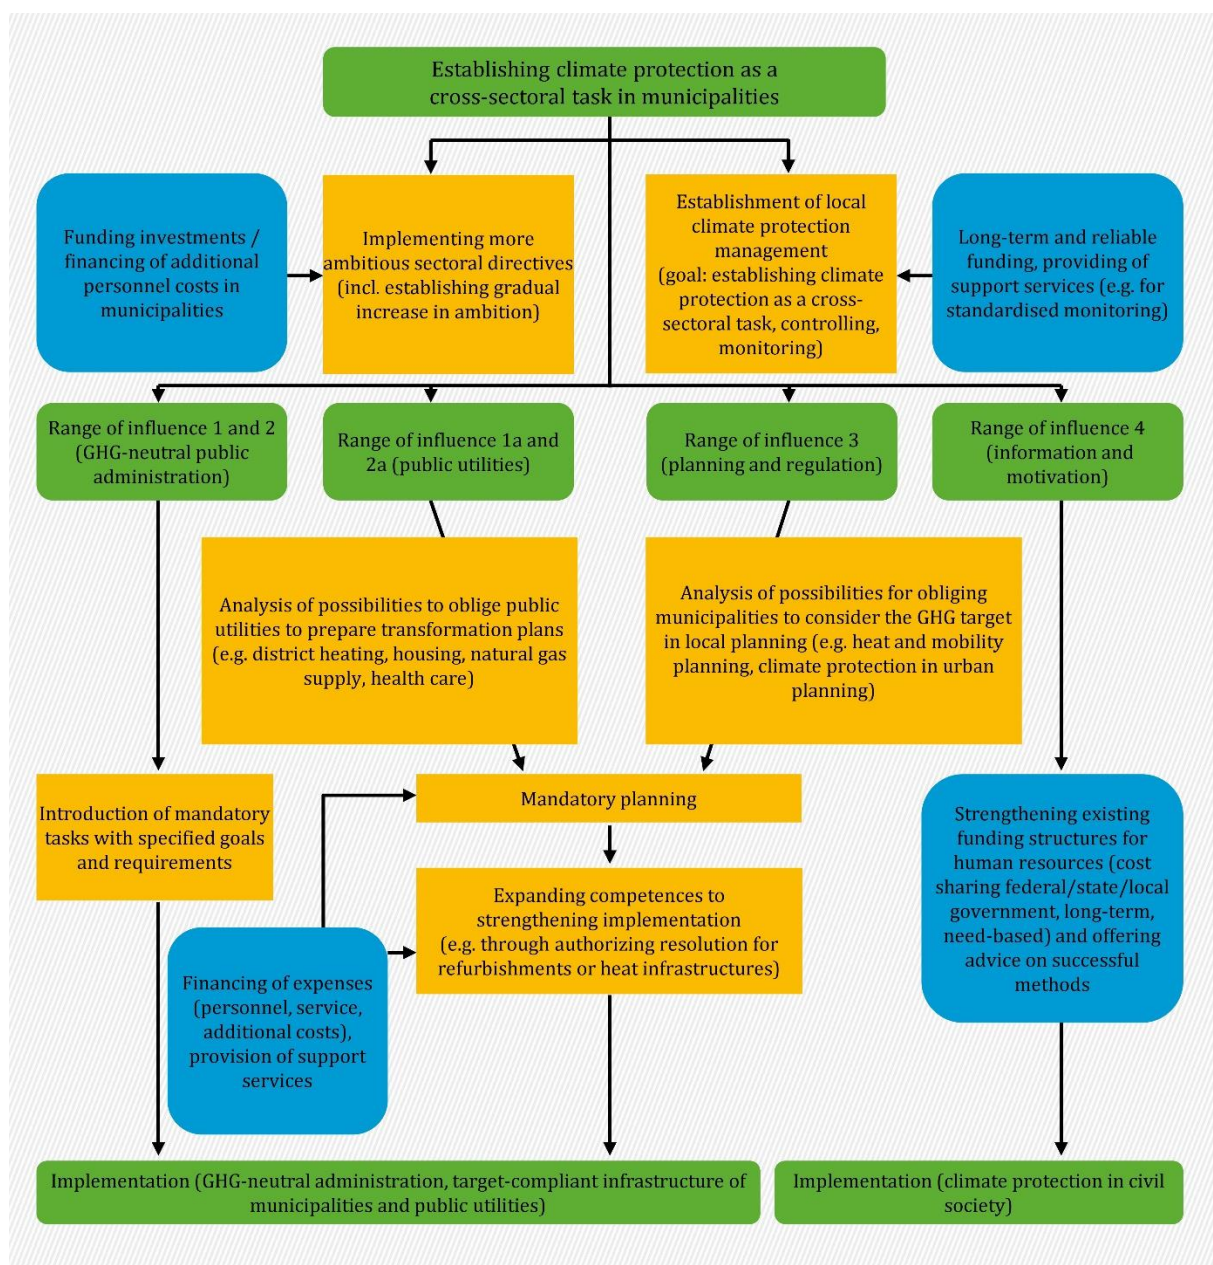 Establishing climate protection as a
cross-sectoral task in municipalities
Funding investments /
financing of additional
personnel costs in
municipalities
Implementing more
ambitious sectoral directives
(incl. establishing gradual
increase in ambition)
Establishment of local
climate protection
management
(goal: establishing climate
protection as a cross-
sectoral task, controlling,
monitoring)
Long-term and reliable
funding, providing of
support services (e.g. for
standardised monitoring)
Range of influence 1 and 2
(GHG-neutral public
administration)
Range of influence 1a and
2a (public utilities)
Range of influence 3
(planning and regulation)
Range of influence 4
(information and
motivation)
Analysis of possibilities to oblige public
utilities to prepare transformation plans
(e.g. district heating, housing, natural gas
supply, health care)
Analysis of possibilities for obliging
municipalities to consider the GHG target
in local planning (e.g. heat and mobility
planning, climate protection in urban
planning)
Introduction of mandatory
tasks with specified goals
and requirements
Mandatory planning
Expanding competences to
strengthening implementation
(e.g. through authorizing resolution for
refurbishments or heat infrastructures)
Strengthening existing
funding structures for
human resources (cost
sharing federal/state/local
government, long-term,
need-based) and offering
advice on successful
methods
Financing of expenses
(personnel, service,
additional costs),
provision of support
services
Implementation (GHG-neutral administration, target-compliant infrastructure of
municipalities and public utilities)
Implementation (climate protection in civil
society)